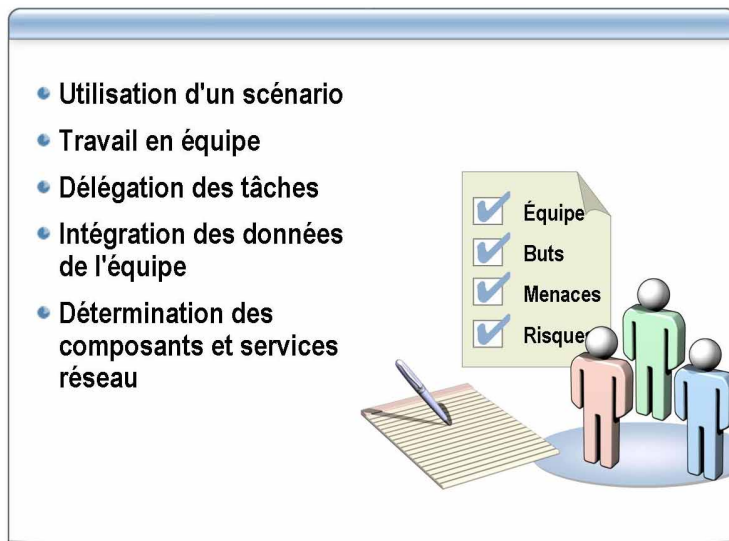 Utilisation d'un scénario
Travail en équipe
Délégation des tâches
Intégration des données
de l'équipe
Détermination des
composants et services
réseau
Équipe
Buts
Menaces
Risques